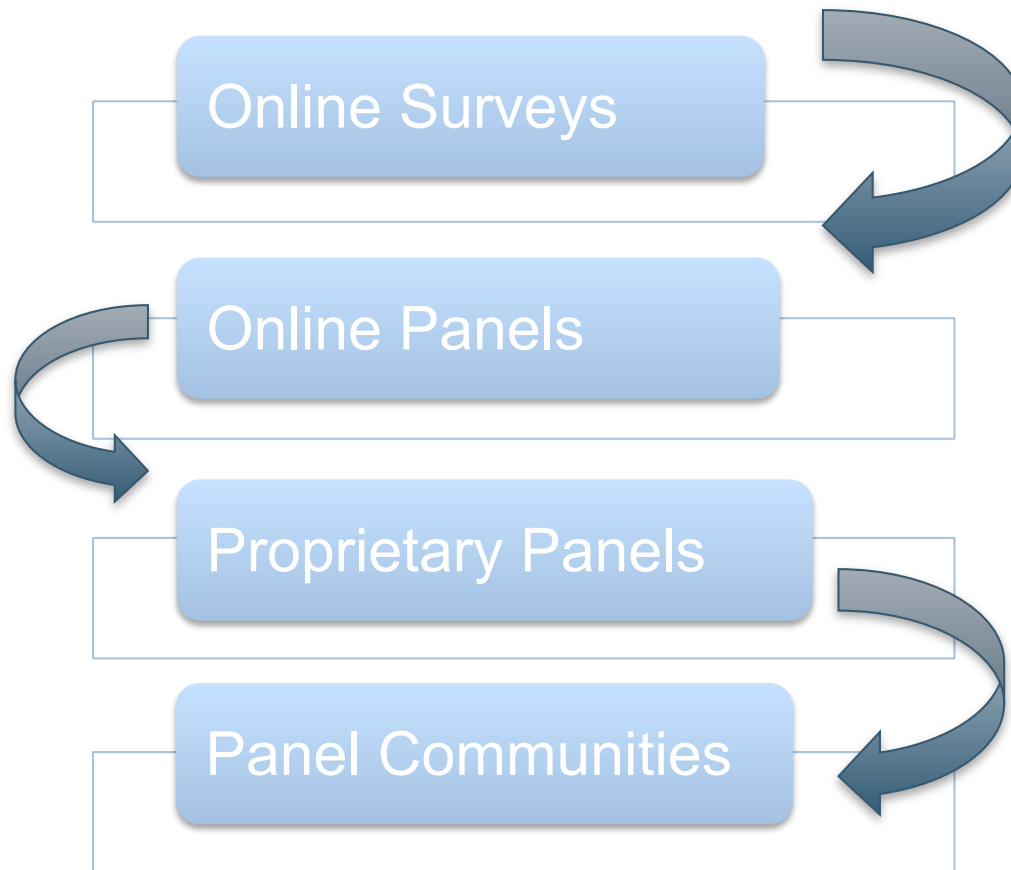 Online Surveys
Online Panels
Proprietary Panels
Panel Communities